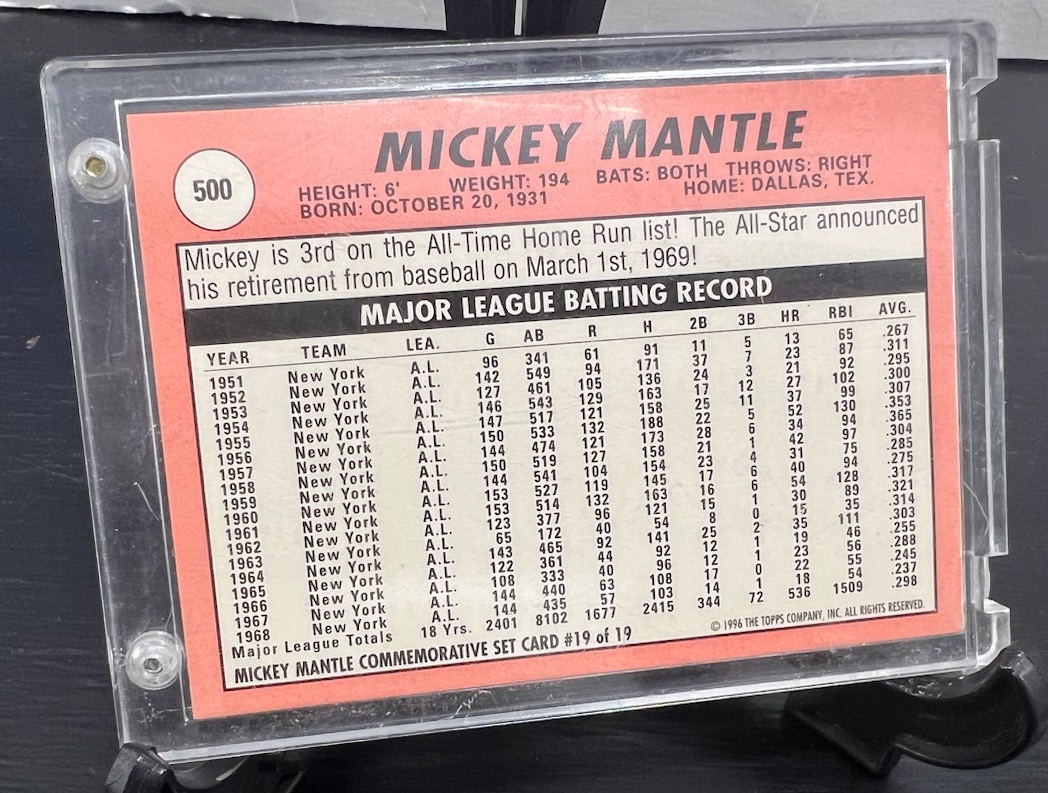 500
MICKEY MANTLE
HEIGHT: 6' WEIGHT: 194 BATS: BOTH THROWS: RIGHT
BORN: OCTOBER 20, 1931 HOME: DALLAS, TEX.
Mickey is 3rd on the All-Time Home Run list! The All-Star announced
his retirement from baseball on March 1st, 1969!
MAJOR LEAGUE BATTING RECORD
YEAR TEAM LEA. G AB R H 2B 3B HR RBI AVG.
1951 New York A.L. 96 341 61 91 11 5 13 65 .267
1952 New York A.L. 142 549 94 171 37 7 23 87 .311
1953 New York A.L. 127 461 105 136 24 3 21 92 .295
1954 New York A.L. 146 543 129 163 17 12 27 102 .300
1955 New York A.L. 147 517 121 158 25 11 37 99 .307
1956 New York A.L. 150 533 132 188 22 5 52 130 .353
1957 New York A.L. 144 474 121 173 28 6 34 94 .365
1958 New York A.L. 150 519 127 158 21 1 42 97 .304
1959 New York A.L. 144 541 104 154 23 4 31 75 .285
1960 New York A.L. 153 527 119 145 17 6 40 94 .275
1961 New York A.L. 153 514 132 163 16 6 54 128 .317
1962 New York A.L. 123 377 96 121 15 1 30 89 .321
1963 New York A.L. 65 172 40 54 8 0 15 35 .314
1964 New York A.L. 143 465 92 141 25 2 35 111 .303
1965 New York A.L. 122 361 44 92 12 1 19 46 .255
1966 New York A.L. 108 333 40 96 12 1 23 56 .288
1967 New York A.L. 144 440 63 108 17 0 22 55 .245
1968 New York A.L. 144 435 57 103 14 1 18 54 .237
Major League Totals 18 Yrs. 2401 8102 1677 2415 344 72 536 1509 .298
MICKEY MANTLE COMMEMORATIVE SET CARD #19 of 19 © 1996 THE TOPPS COMPANY, INC. ALL RIGHTS RESERVED.